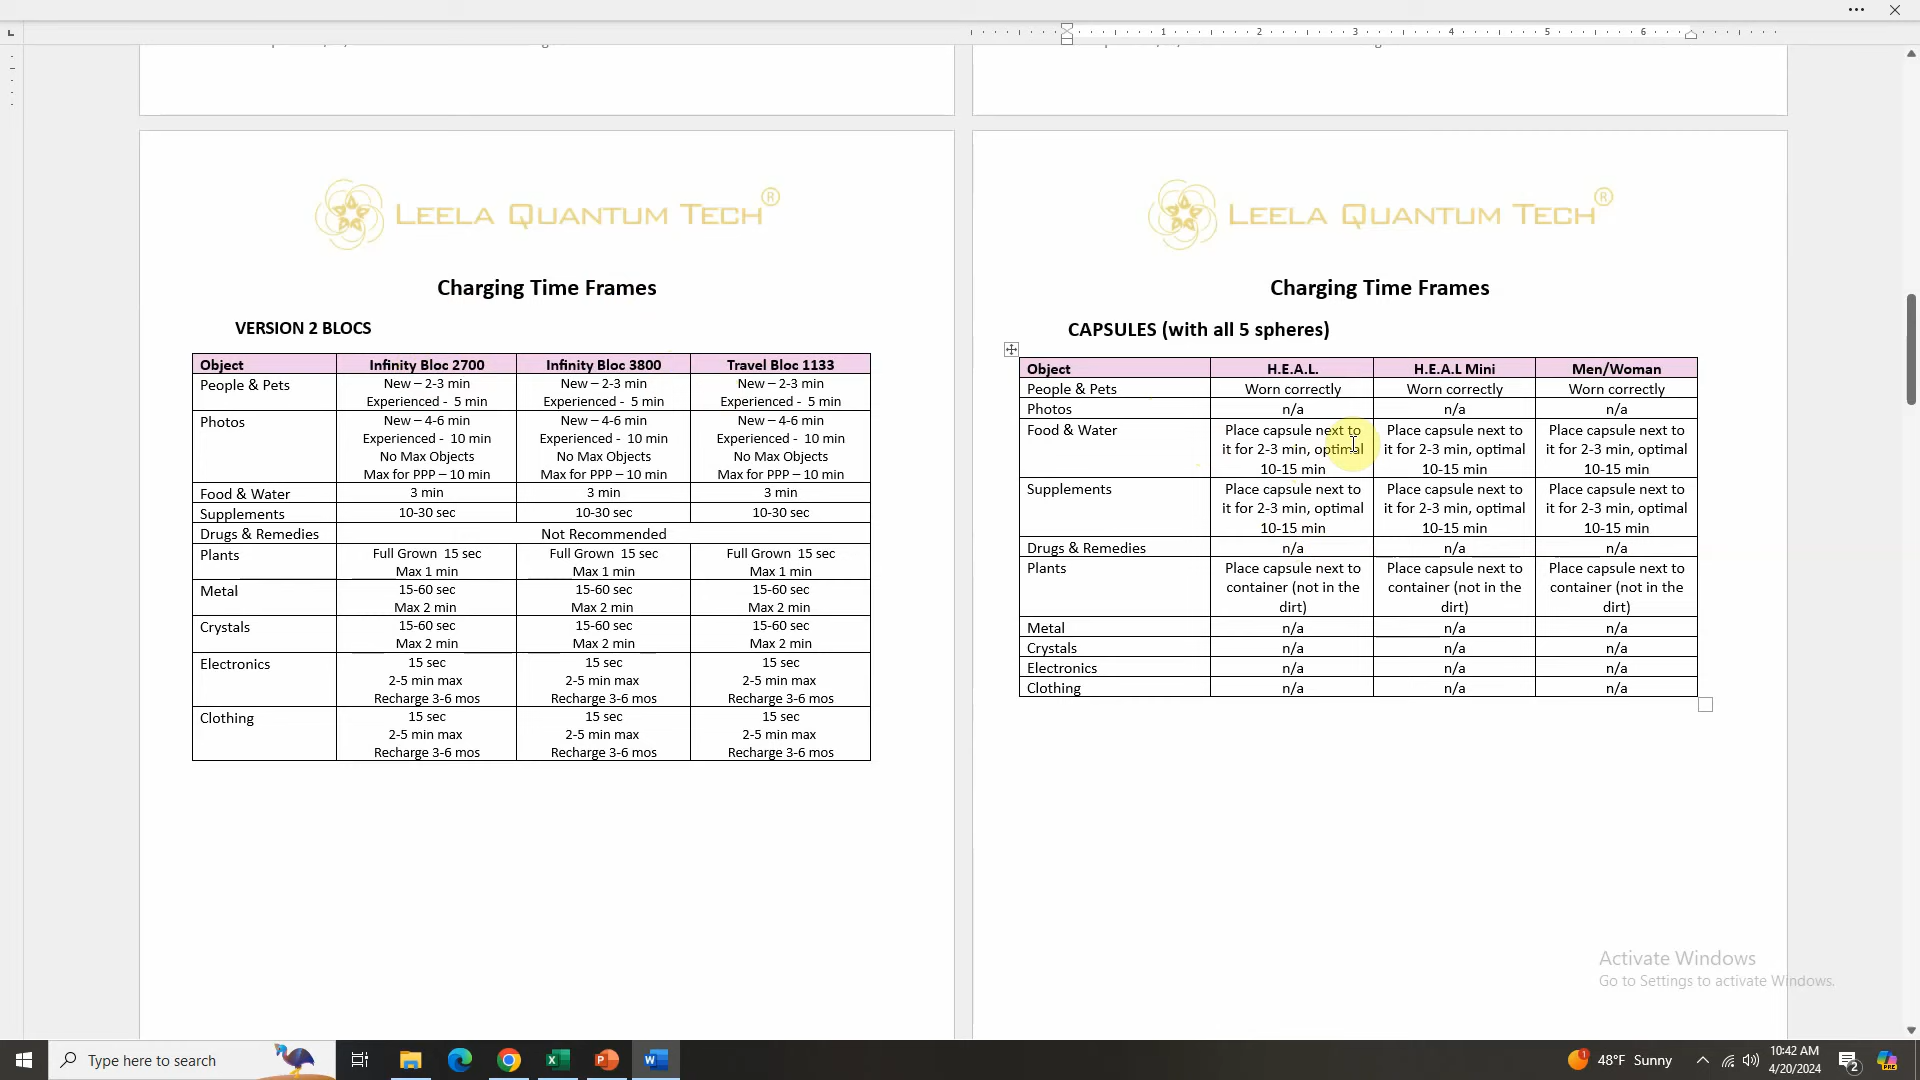 1 2 3 4 5 6
LEELA QUANTUM TECH®
Charging Time Frames
VERSION 2 BLOCS
Object Infinity Bloc 2700 Infinity Bloc 3800 Travel Bloc 1133
People & Pets New – 2-3 min New – 2-3 min New – 2-3 min
Experienced - 5 min Experienced - 5 min Experienced - 5 min
Photos New – 4-6 min New – 4-6 min New – 4-6 min
Experienced - 10 min Experienced - 10 min Experienced - 10 min
No Max Objects No Max Objects No Max Objects
Max for PPP – 10 min Max for PPP – 10 min Max for PPP – 10 min
Food & Water 3 min 3 min 3 min
Supplements 10-30 sec 10-30 sec 10-30 sec
Drugs & Remedies Not Recommended
Plants Full Grown 15 sec Full Grown 15 sec Full Grown 15 sec
Max 1 min Max 1 min Max 1 min
Metal 15-60 sec 15-60 sec 15-60 sec
Max 2 min Max 2 min Max 2 min
Crystals 15-60 sec 15-60 sec 15-60 sec
Max 2 min Max 2 min Max 2 min
Electronics 15 sec 15 sec 15 sec
2-5 min max 2-5 min max 2-5 min max
Recharge 3-6 mos Recharge 3-6 mos Recharge 3-6 mos
Clothing 15 sec 15 sec 15 sec
2-5 min max 2-5 min max 2-5 min max
Recharge 3-6 mos Recharge 3-6 mos Recharge 3-6 mos
LEELA QUANTUM TECH®
Charging Time Frames
CAPSULES (with all 5 spheres)
Object H.E.A.L. H.E.A.L Mini Men/Woman
People & Pets Worn correctly Worn correctly Worn correctly
Photos n/a n/a n/a
Food & Water Place capsule next to Place capsule next to Place capsule next to
it for 2-3 min, optimal it for 2-3 min, optimal it for 2-3 min, optimal
10-15 min 10-15 min 10-15 min
Supplements Place capsule next to Place capsule next to Place capsule next to
it for 2-3 min, optimal it for 2-3 min, optimal it for 2-3 min, optimal
10-15 min 10-15 min 10-15 min
Drugs & Remedies n/a n/a n/a
Plants Place capsule next to Place capsule next to Place capsule next to
container (not in the container (not in the container (not in the
dirt) dirt) dirt)
Metal n/a n/a n/a
Crystals n/a n/a n/a
Electronics n/a n/a n/a
Clothing n/a n/a n/a
Activate Windows
Go to Settings to activate Windows.
Type here to search
1 48°F Sunny
10:42 AM
4/20/2024
2
PRE